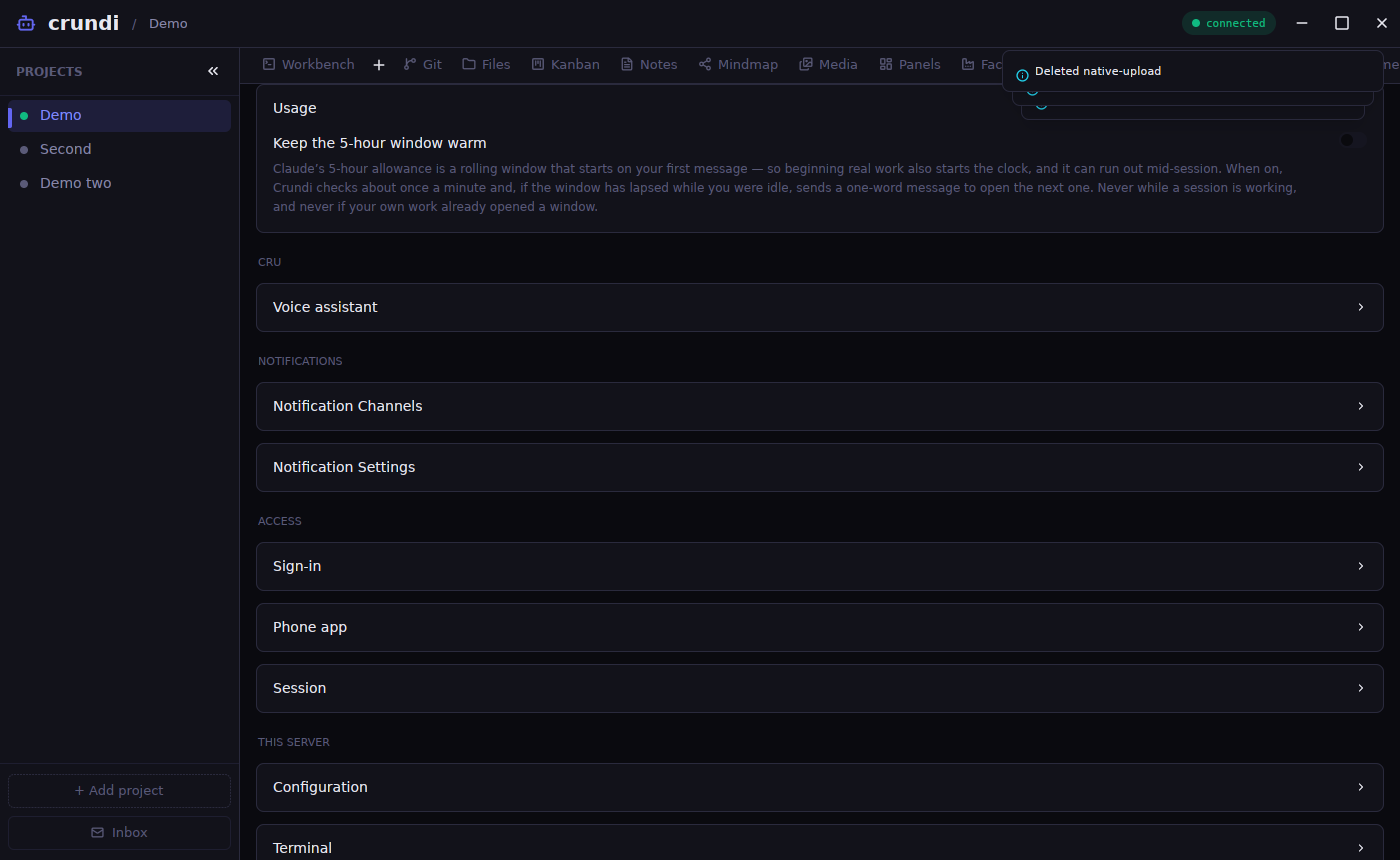 crundi / Demo
connected
PROJECTS
Demo
Second
Demo two
+ Add project
Inbox
Workbench
Git
Files
Kanban
Notes
Mindmap
Media
Panels
Deleted native-upload
Usage
Keep the 5-hour window warm
Claude’s 5-hour allowance is a rolling window that starts on your first message — so beginning real work also starts the clock, and it can run out mid-session. When on,
Crundi checks about once a minute and, if the window has lapsed while you were idle, sends a one-word message to open the next one. Never while a session is working,
and never if your own work already opened a window.
CRU
Voice assistant
NOTIFICATIONS
Notification Channels
Notification Settings
ACCESS
Sign-in
Phone app
Session
THIS SERVER
Configuration
Terminal